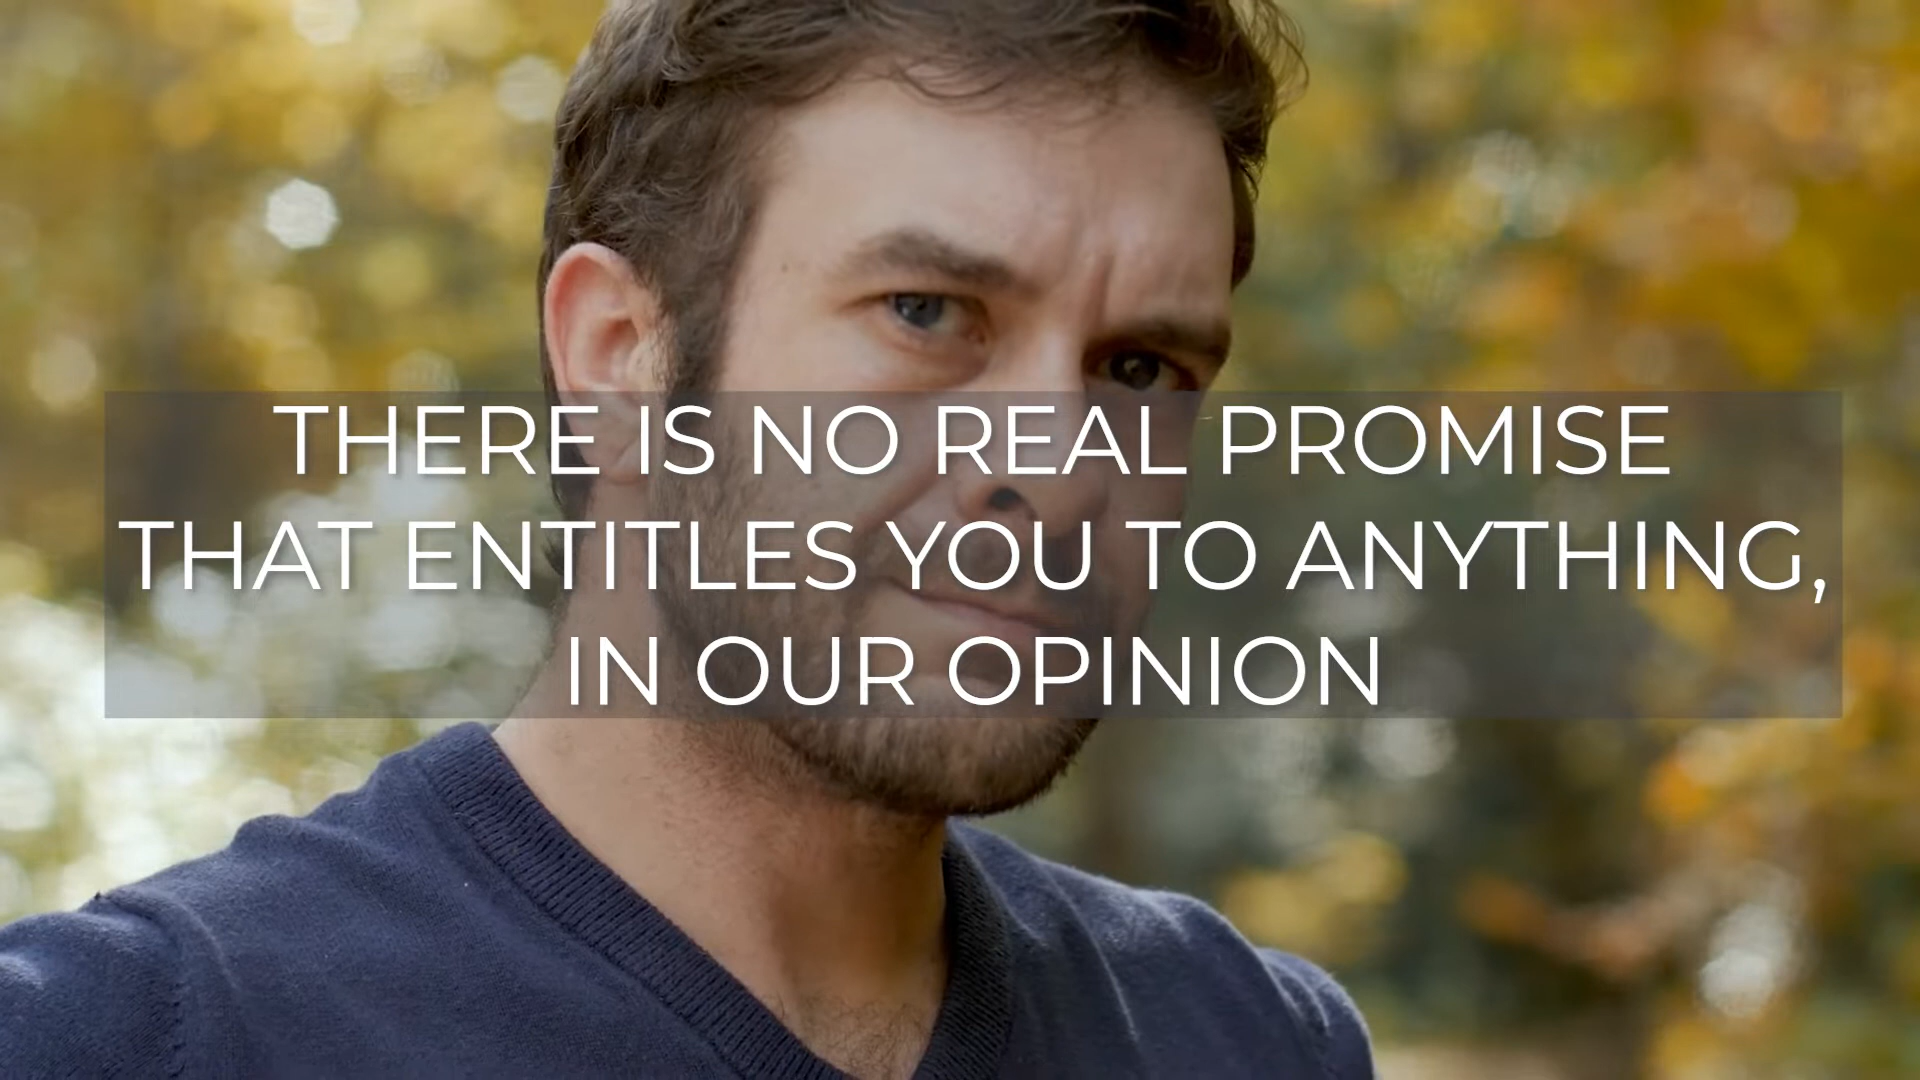 THERE IS NO REAL PROMISE
THAT ENTITLES YOU TO ANYTHING,
IN OUR OPINION